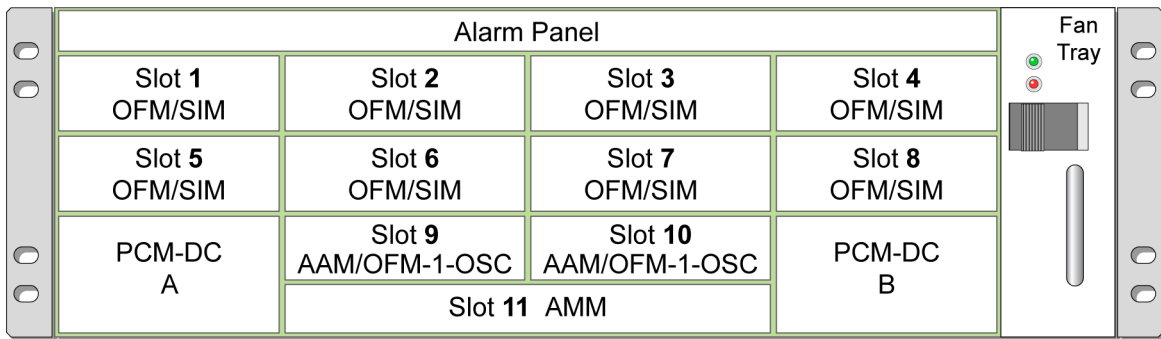 Alarm Panel
Fan
Tray
Slot 1
OFM/SIM
Slot 2
OFM/SIM
Slot 3
OFM/SIM
Slot 4
OFM/SIM
Slot 5
OFM/SIM
Slot 6
OFM/SIM
Slot 7
OFM/SIM
Slot 8
OFM/SIM
PCM-DC
A
Slot 9
AAM/OFM-1-OSC
Slot 10
AAM/OFM-1-OSC
PCM-DC
B
Slot 11 AMM